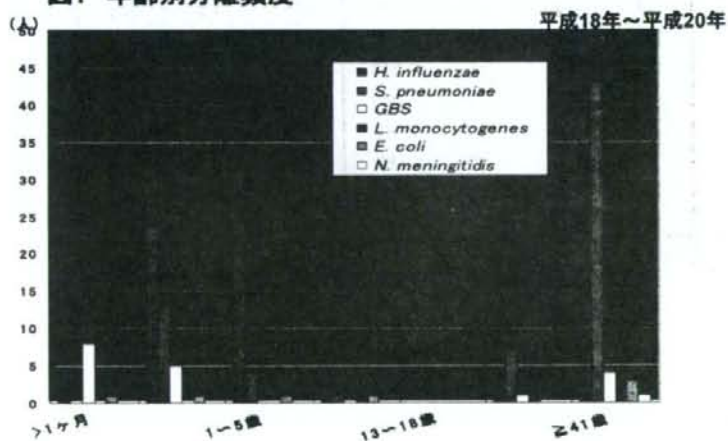 平成18年～平成20年
(人)
50
45
40
35
30
25
20
15
10
5
0
H. influenzae
S. pneumoniae
GBS
L. monocytogenes
E. coli
N. meningitidis
>1ヶ月
1～5歳
13～18歳
≧41歳